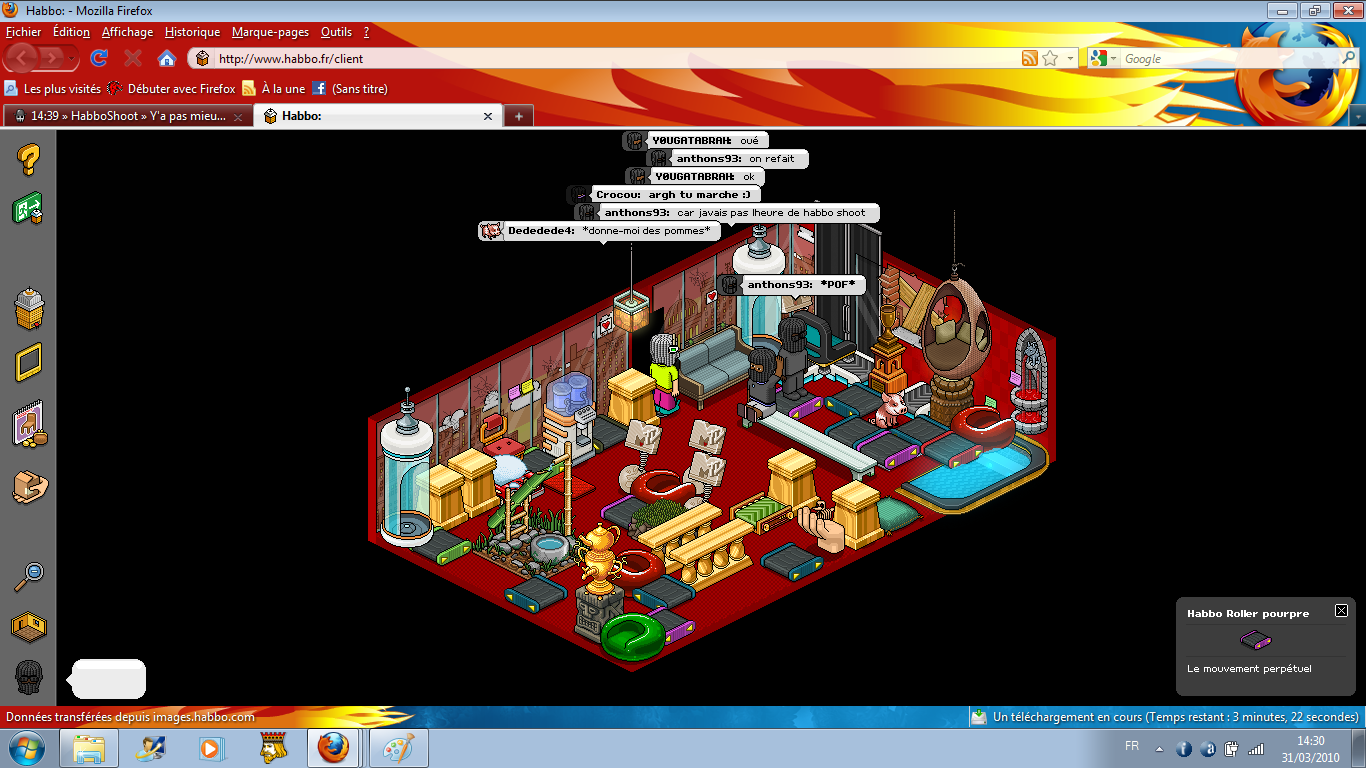 Habbo: - Mozilla Firefox
Fichier Édition Affichage Historique Marque-pages Outils ?
http://www.habbo.fr/client
Google
Les plus visités Débuter avec Firefox À la une (Sans titre)
14:39 » HabboShoot » Y'a pas mieu...
Habbo:
Y0UGATABRAH: oué
anthons93: on refait
Y0UGATABRAH: ok
Crocou: argh tu marche :)
anthons93: car javais pas lheure de habbo shoot
Dededede4: *donne-moi des pommes*
anthons93: *POF*
MTV
MTV
MTV
Habbo Roller pourpre
Le mouvement perpétuel
Données transférées depuis images.habbo.com
Un téléchargement en cours (Temps restant : 3 minutes, 22 secondes)
FR
14:30
31/03/2010